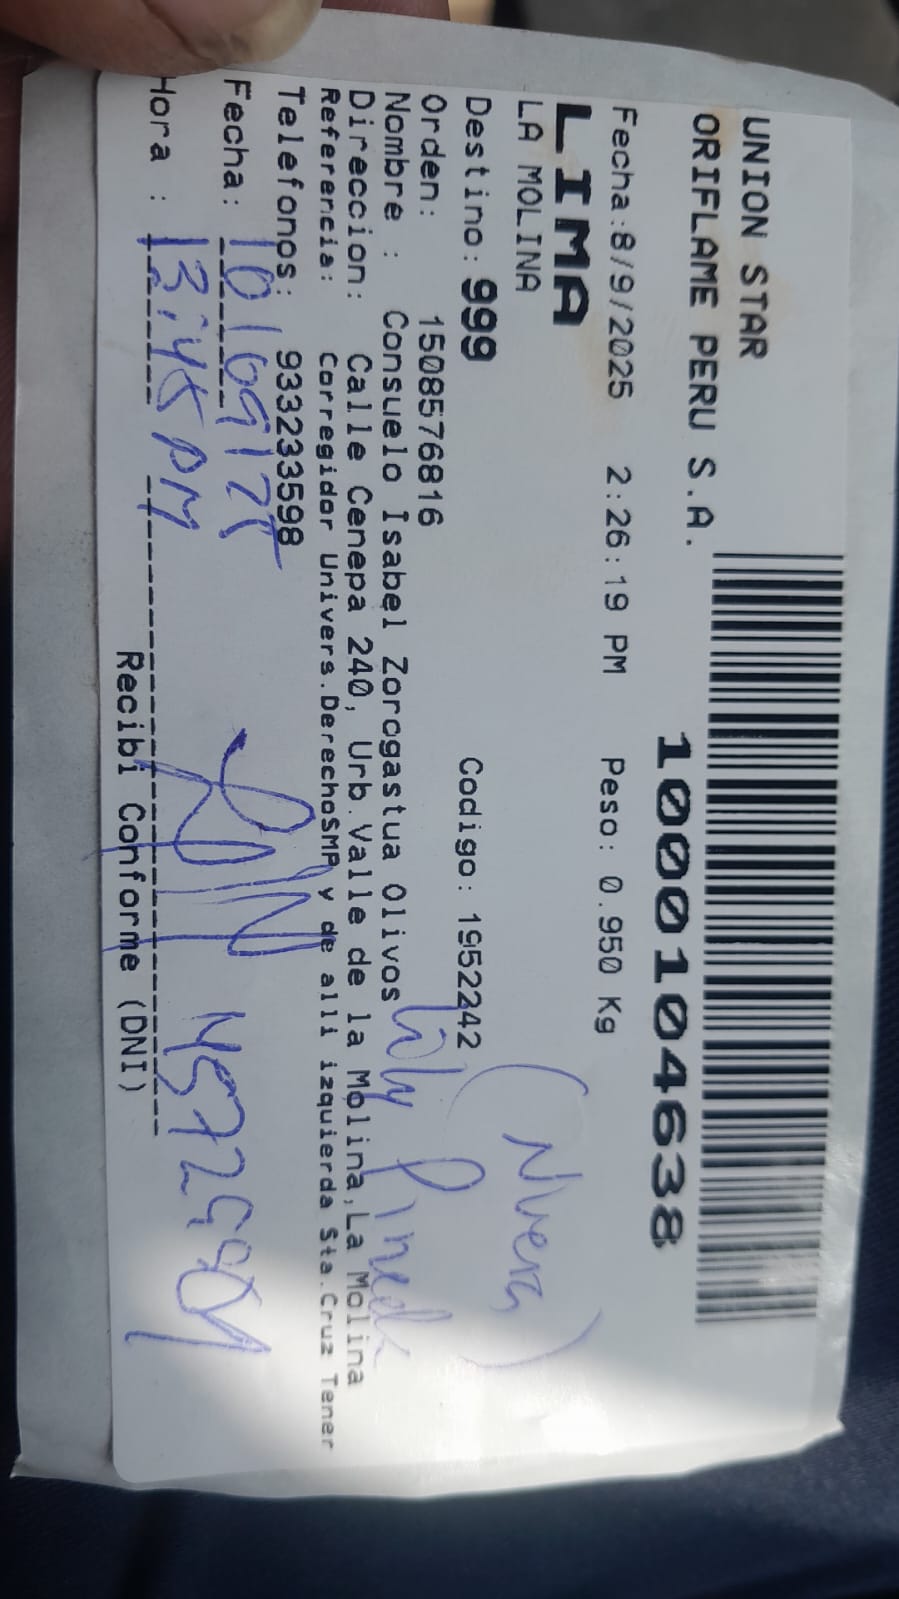 UNION STAR
ORIFLAME PERU S.A.
100010104638
Fecha:8/9/2025 2:26:19 PM Peso: 0.950 Kg
LIMA
LA MOLINA
(Nuera)
Destino: 999 Codigo: 1952242
Orden: 1508576816
Nombre : Consuelo Isabel Zorogastua Olivos Lily Pineda
Direccion: Calle Cenepa 240, Urb.Valle de la Molina,La Molina
Referencia: Corregidor Univers.DerechoSMP y de alli izquierda Sta.Cruz Tener
Telefonos: 933233598
Fecha: 10/09/25
Hora : 13:45 PM
Recibi Conforme (DNI)